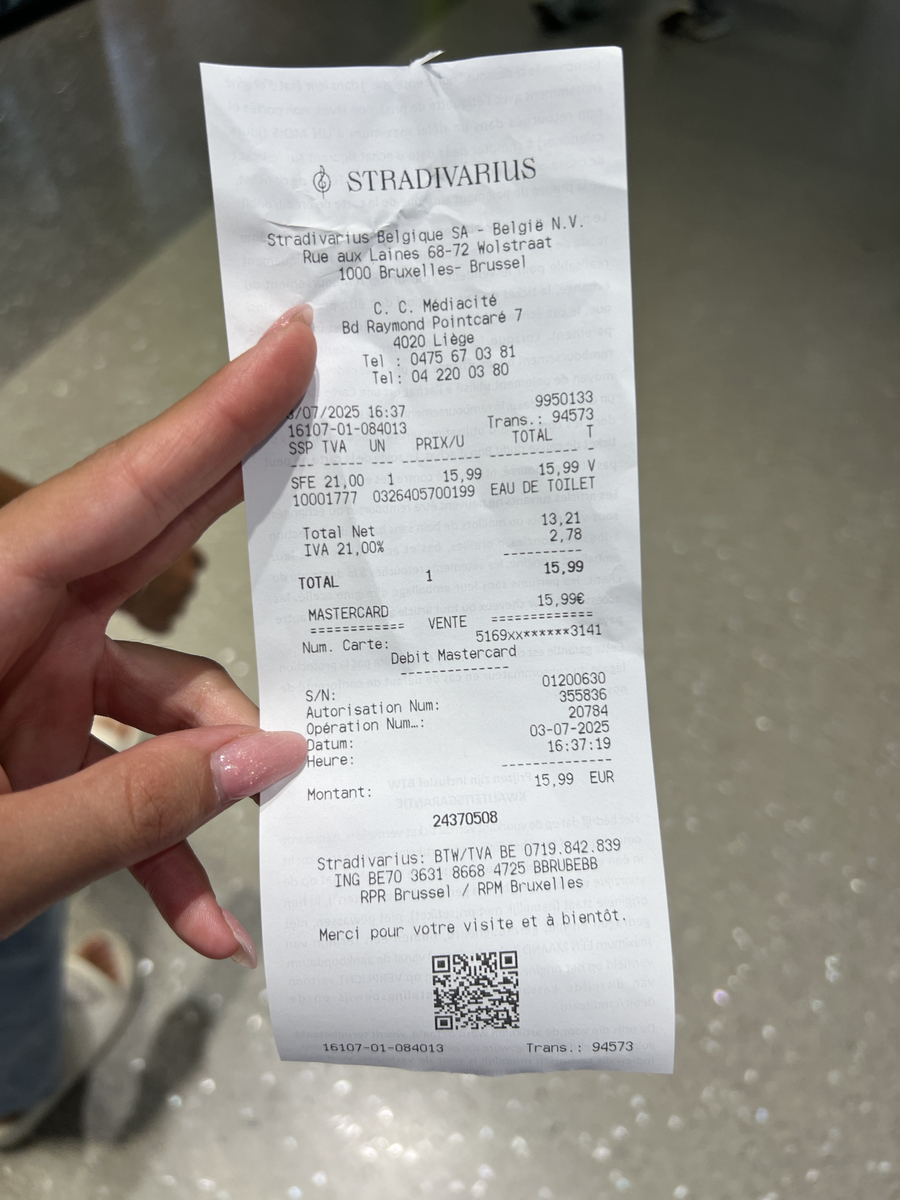 STRADIVARIUS
Stradivarius Belgique SA - België N.V.
Rue aux Laines 68-72 Wolstraat
1000 Bruxelles- Brussel
C. C. Médiacité
Bd Raymond Pointcaré 7
4020 Liège
Tel : 0475 67 03 81
Tel: 04 220 03 80
9950133
/07/2025 16:37 Trans.: 94573
16107-01-084013
SSP TVA UN PRIX/U TOTAL T
SFE 21,00 1 15,99 15,99 V
10001777 0326405700199 EAU DE TOILET
Total Net 13,21
IVA 21,00% 2,78
TOTAL 1 15,99
MASTERCARD 15,99€
============ VENTE ============
Num. Carte: 5169xx******3141
Debit Mastercard
S/N: 01200630
Autorisation Num: 355836
Opération Num…: 20784
Datum: 03-07-2025
Heure: 16:37:19
Montant: 15,99 EUR
24370508
Stradivarius: BTW/TVA BE 0719.842.839
ING BE70 3631 8668 4725 BBRUBEBB
RPR Brussel / RPM Bruxelles
Merci pour votre visite et à bientôt.
16107-01-084013 Trans.: 94573